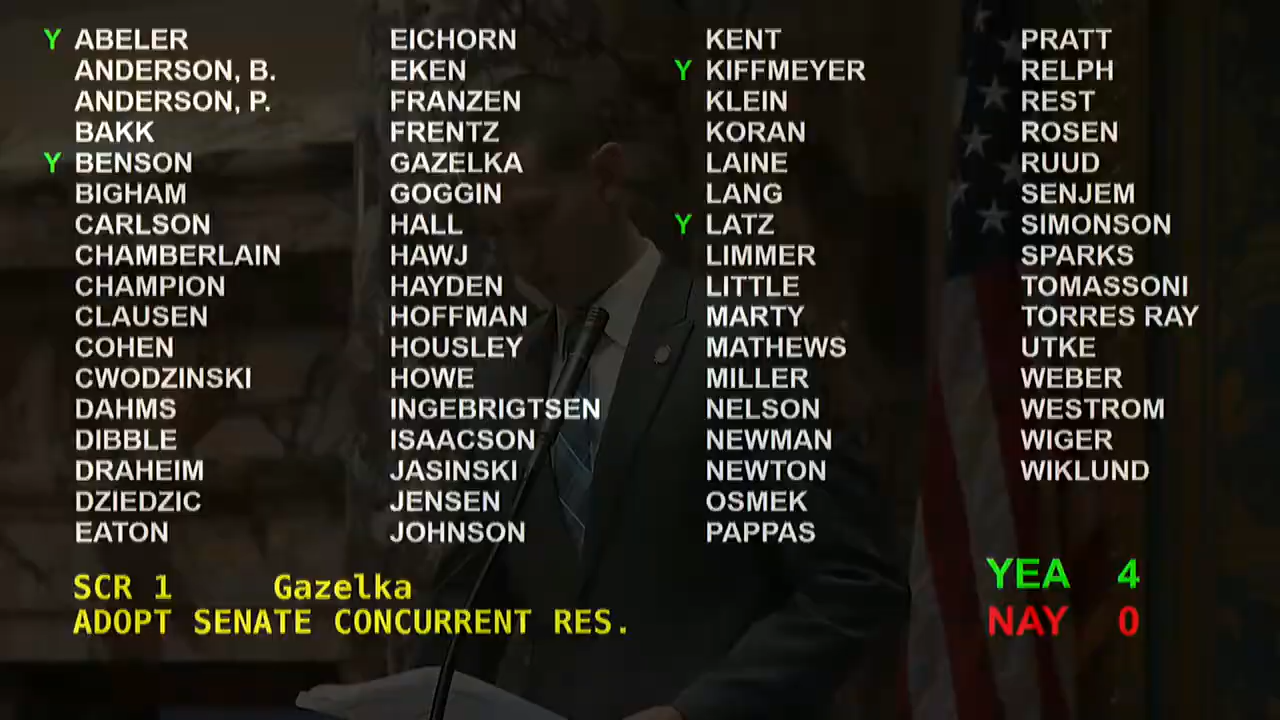 Y ABELER
ANDERSON, B.
ANDERSON, P.
BAKK
Y BENSON
BIGHAM
CARLSON
CHAMBERLAIN
CHAMPION
CLAUSEN
COHEN
CWODZINSKI
DAHMS
DIBBLE
DRAHEIM
DZIEDZIC
EATON
EICHORN
EKEN
FRANZEN
FRENTZ
GAZELKA
GOGGIN
HALL
HAWJ
HAYDEN
HOFFMAN
HOUSLEY
HOWE
INGEBRIGTSEN
ISAACSON
JASINSKI
JENSEN
JOHNSON
KENT
Y KIFFMEYER
KLEIN
KORAN
LAINE
LANG
Y LATZ
LIMMER
LITTLE
MARTY
MATHEWS
MILLER
NELSON
NEWMAN
NEWTON
OSMEK
PAPPAS
PRATT
RELPH
REST
ROSEN
RUUD
SENJEM
SIMONSON
SPARKS
TOMASSONI
TORRES RAY
UTKE
WEBER
WESTROM
WIGER
WIKLUND
SCR 1 Gazelka
ADOPT SENATE CONCURRENT RES.
YEA 4
NAY 0